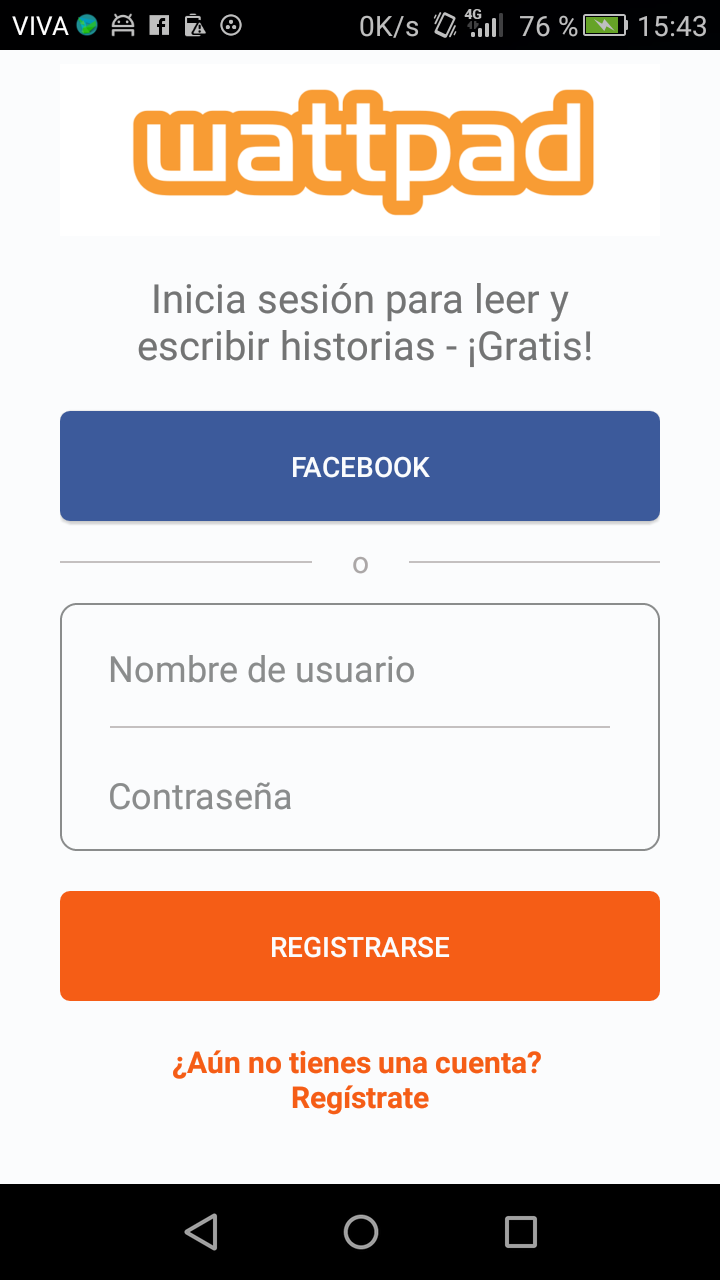 VIVA 0K/s 4G 76 % 15:43
wattpad
Inicia sesión para leer y
escribir historias - ¡Gratis!
FACEBOOK
o
Nombre de usuario
Contraseña
REGISTRARSE
¿Aún no tienes una cuenta?
Regístrate